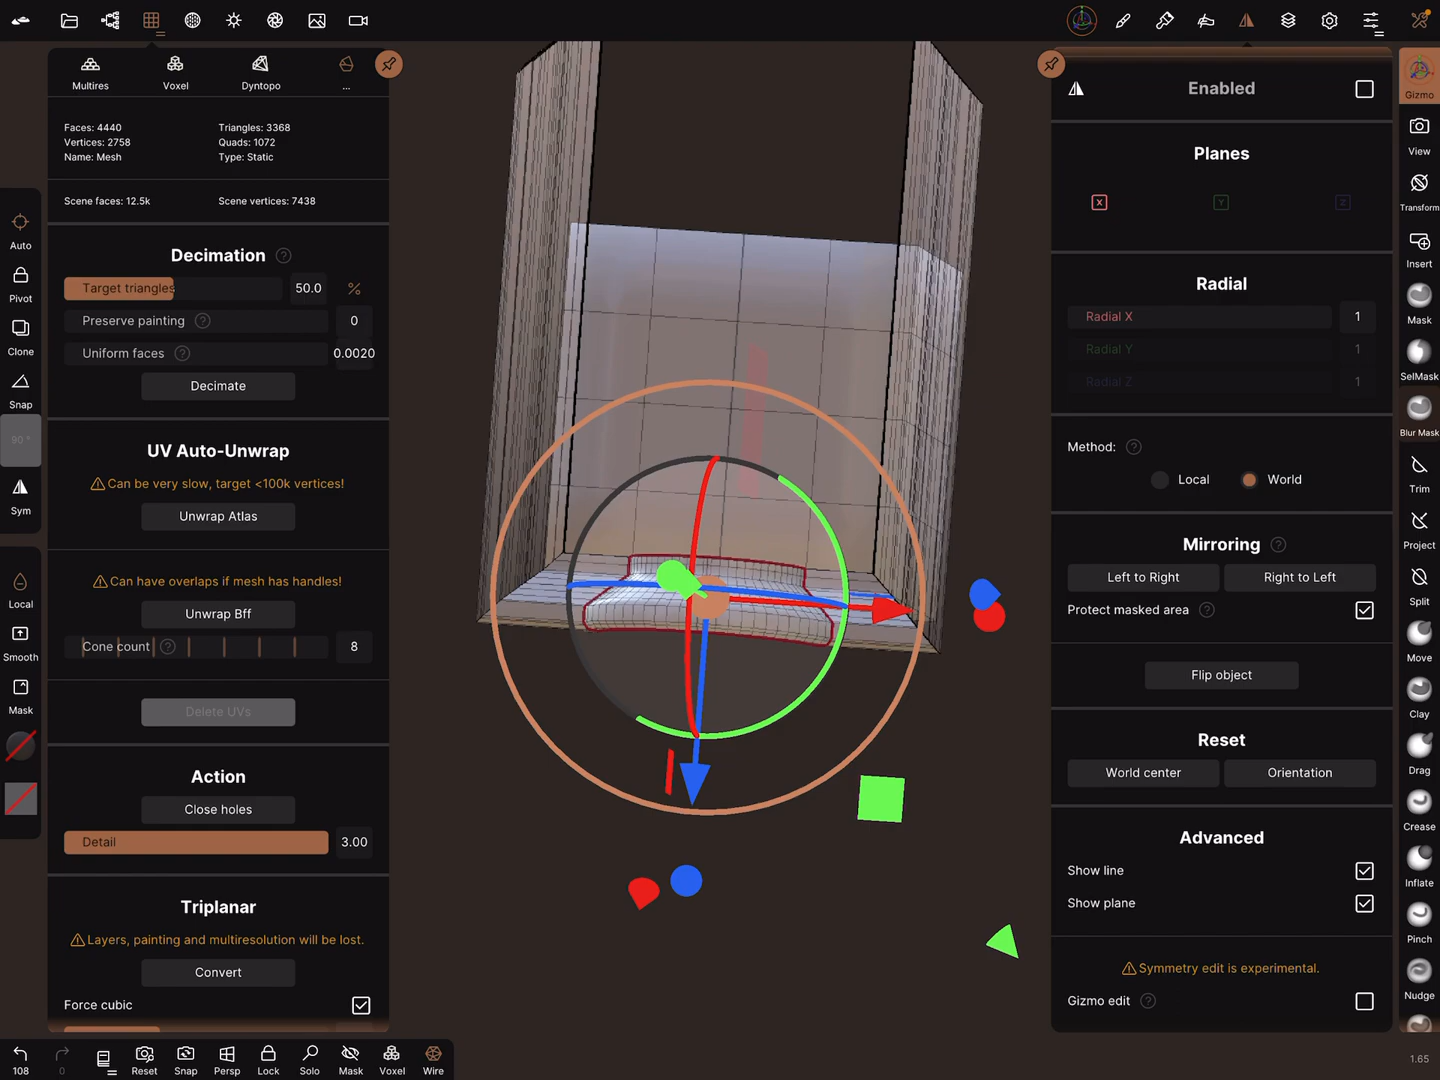 Multires
Voxel
Dyntopo
...
Faces: 4440
Triangles: 3368
Vertices: 2758
Quads: 1072
Name: Mesh
Type: Static
Scene faces: 12.5k
Scene vertices: 7438
Decimation ?
Target triangles
50.0
%
Preserve painting ?
0
Uniform faces ?
0.0020
Decimate
UV Auto-Unwrap
Can be very slow, target <100k vertices!
Unwrap Atlas
Can have overlaps if mesh has handles!
Unwrap Bff
Cone count ?
8
Delete UVs
Action
Close holes
Detail
3.00
Triplanar
Layers, painting and multiresolution will be lost.
Convert
Force cubic
Auto
Pivot
Clone
Snap
90 °
Sym
Local
Smooth
Mask
108
0
Reset
Snap
Persp
Lock
Solo
Mask
Voxel
Wire
Enabled
Planes
X
Y
Z
Radial
Radial X
1
Radial Y
1
Radial Z
1
Method: ?
Local
World
Mirroring ?
Left to Right
Right to Left
Protect masked area ?
Flip object
Reset
World center
Orientation
Advanced
Show line
Show plane
Symmetry edit is experimental.
Gizmo edit ?
Gizmo
View
Transform
Insert
Mask
SelMask
Blur Mask
Trim
Project
Split
Move
Clay
Drag
Crease
Inflate
Pinch
Nudge
1.65